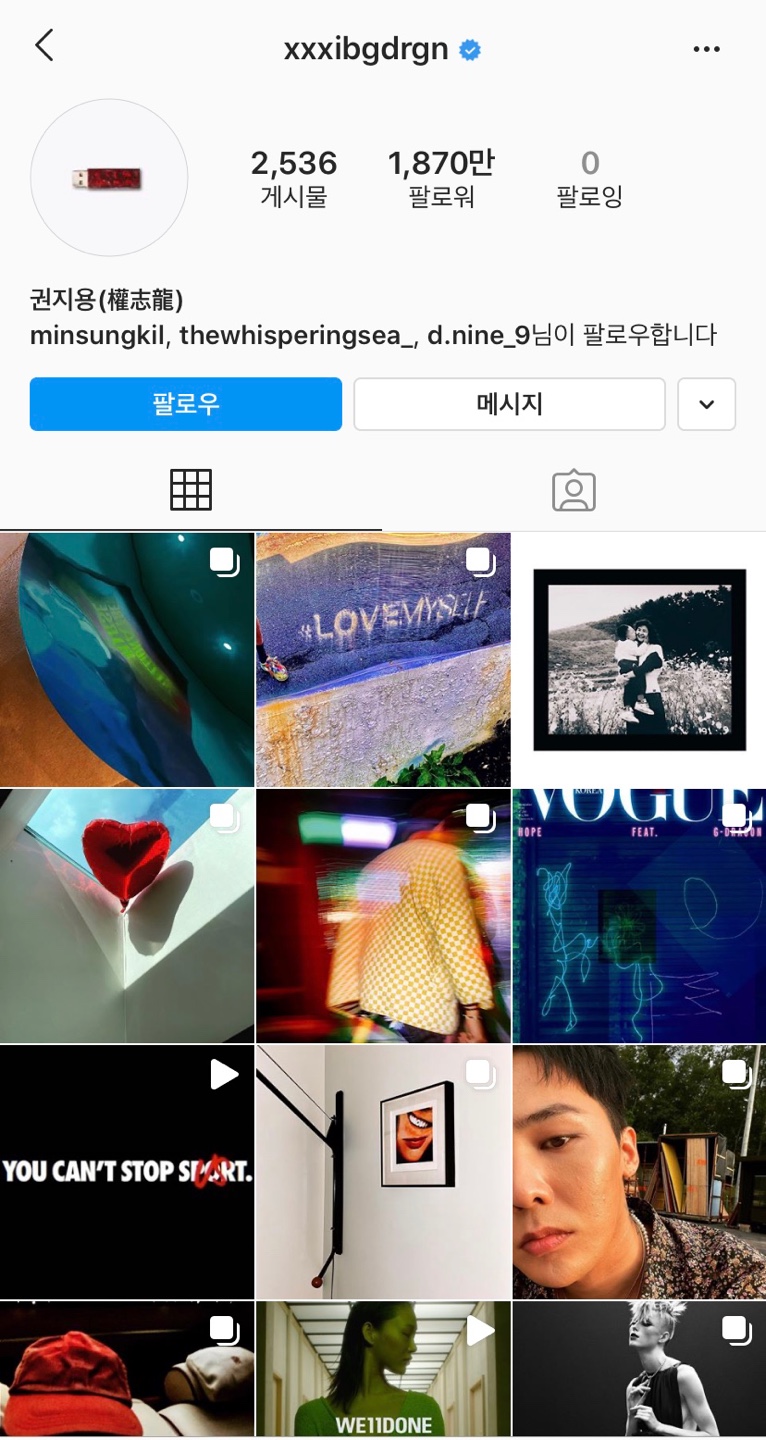 xxxibgdrgn
2,536 1,870만 0
게시물 팔로워 팔로잉
권지용(權志龍)
minsungkil, thewhisperingsea_, d.nine_9님이 팔로우합니다
팔로우 메시지
#LOVEMYSELF
VOGUE
KOREA
HOPE FEAT. G-DRAGON
YOU CAN'T STOP SPORT.
US
WE11DONE